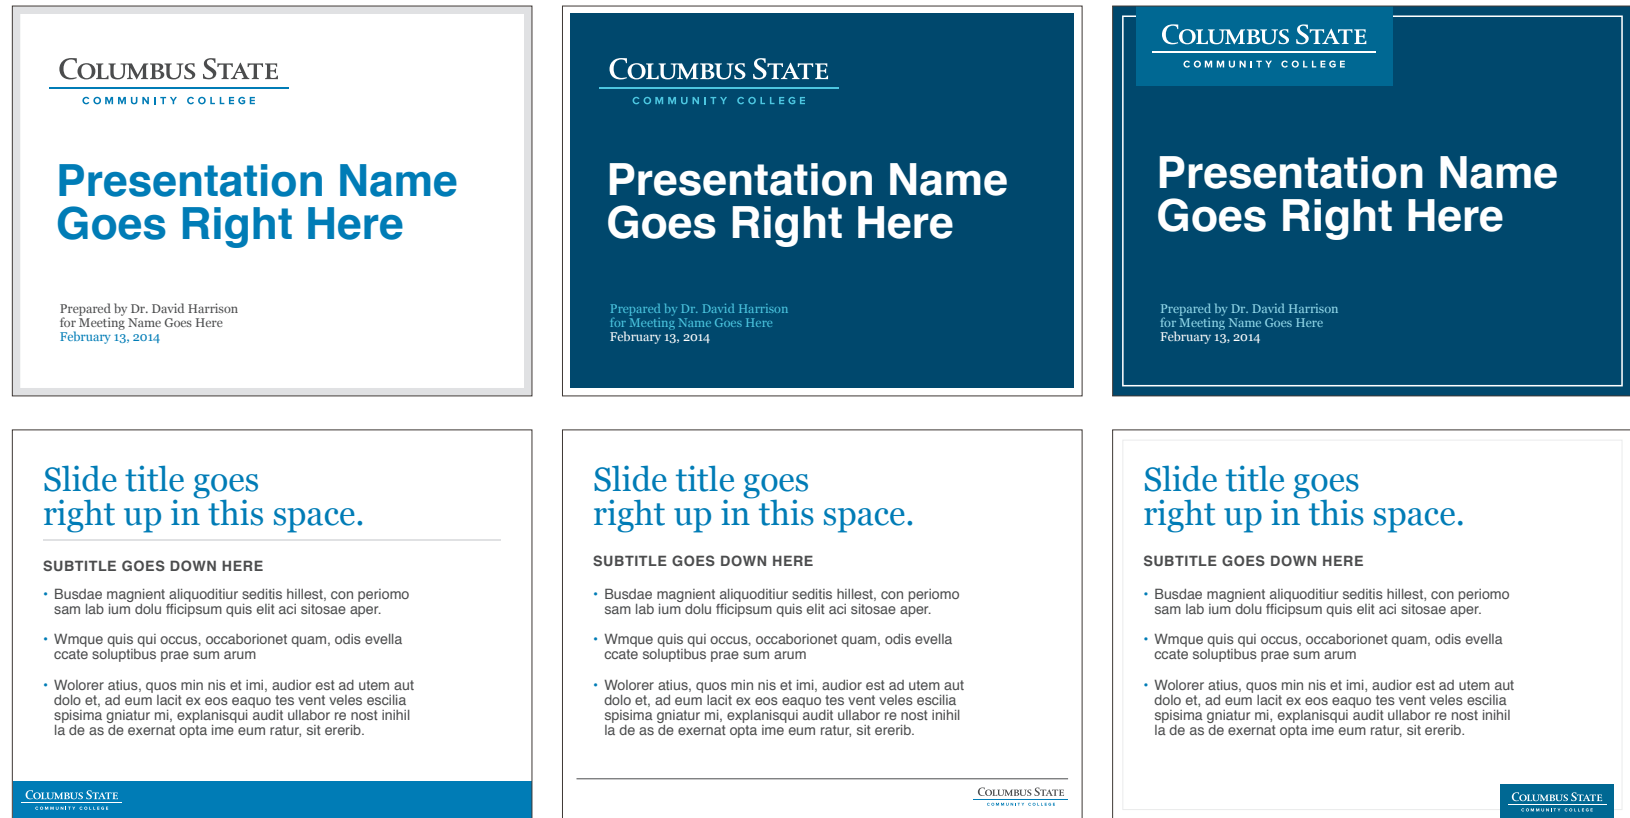 COLUMBUS STATE
COMMUNITY COLLEGE
Presentation Name
Goes Right Here
Prepared by Dr. David Harrison
for Meeting Name Goes Here
February 13, 2014
COLUMBUS STATE
COMMUNITY COLLEGE
Presentation Name
Goes Right Here
Prepared by Dr. David Harrison
for Meeting Name Goes Here
February 13, 2014
COLUMBUS STATE
COMMUNITY COLLEGE
Presentation Name
Goes Right Here
Prepared by Dr. David Harrison
for Meeting Name Goes Here
February 13, 2014
Slide title goes
right up in this space.
SUBTITLE GOES DOWN HERE
• Busdae magnient aliquoditiur seditis hillest, con periomo
sam lab ium dolu fficipsum quis elit aci sitosae aper.
• Wmque quis qui occus, occaborionet quam, odis evella
ccate soluptibus prae sum arum
• Wolorer atius, quos min nis et imi, audior est ad utem aut
dolo et, ad eum lacit ex eos eaquo tes vent veles escilia
spisima gniatur mi, explanisqui audit ullabor re nost inihil
la de as de exernat opta ime eum ratur, sit ererib.
COLUMBUS STATE
COMMUNITY COLLEGE
Slide title goes
right up in this space.
SUBTITLE GOES DOWN HERE
• Busdae magnient aliquoditiur seditis hillest, con periomo
sam lab ium dolu fficipsum quis elit aci sitosae aper.
• Wmque quis qui occus, occaborionet quam, odis evella
ccate soluptibus prae sum arum
• Wolorer atius, quos min nis et imi, audior est ad utem aut
dolo et, ad eum lacit ex eos eaquo tes vent veles escilia
spisima gniatur mi, explanisqui audit ullabor re nost inihil
la de as de exernat opta ime eum ratur, sit ererib.
COLUMBUS STATE
COMMUNITY COLLEGE
Slide title goes
right up in this space.
SUBTITLE GOES DOWN HERE
• Busdae magnient aliquoditiur seditis hillest, con periomo
sam lab ium dolu fficipsum quis elit aci sitosae aper.
• Wmque quis qui occus, occaborionet quam, odis evella
ccate soluptibus prae sum arum
• Wolorer atius, quos min nis et imi, audior est ad utem aut
dolo et, ad eum lacit ex eos eaquo tes vent veles escilia
spisima gniatur mi, explanisqui audit ullabor re nost inihil
la de as de exernat opta ime eum ratur, sit ererib.
COLUMBUS STATE
COMMUNITY COLLEGE